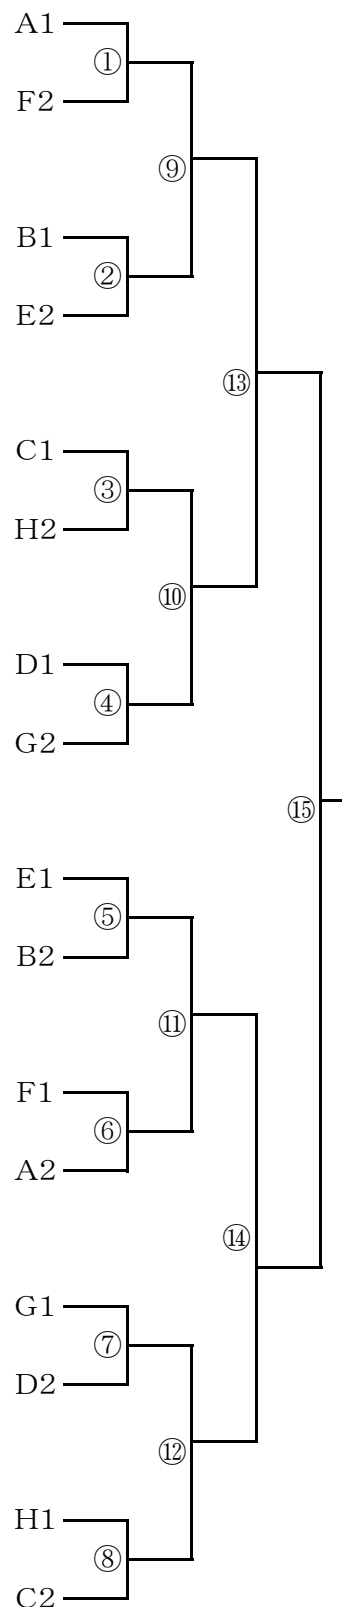 A1
①
F2
⑨
B1
②
E2
⑬
C1
③
H2
⑩
D1
④
G2
⑮
E1
⑤
B2
⑪
F1
⑥
A2
⑭
G1
⑦
D2
⑫
H1
⑧
C2